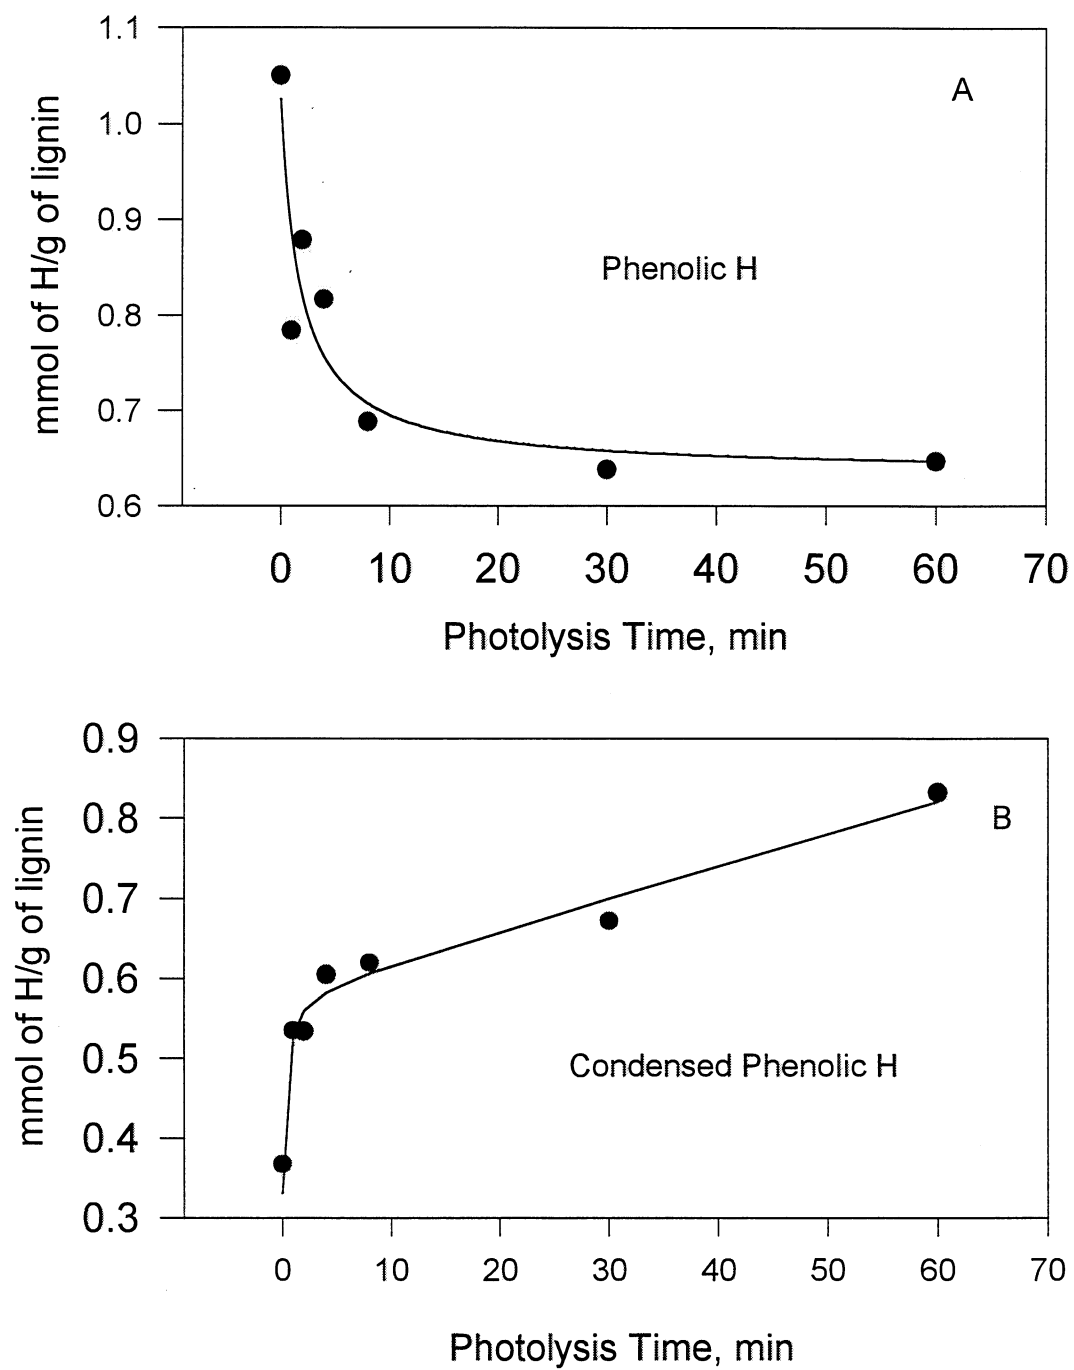 1.1
1.0
0.9
0.8
0.7
0.6
mmol of H/g of lignin
A
Phenolic H
0 10 20 30 40 50 60 70
Photolysis Time, min
0.9
0.8
0.7
0.6
0.5
0.4
0.3
mmol of H/g of lignin
B
Condensed Phenolic H
0 10 20 30 40 50 60 70
Photolysis Time, min